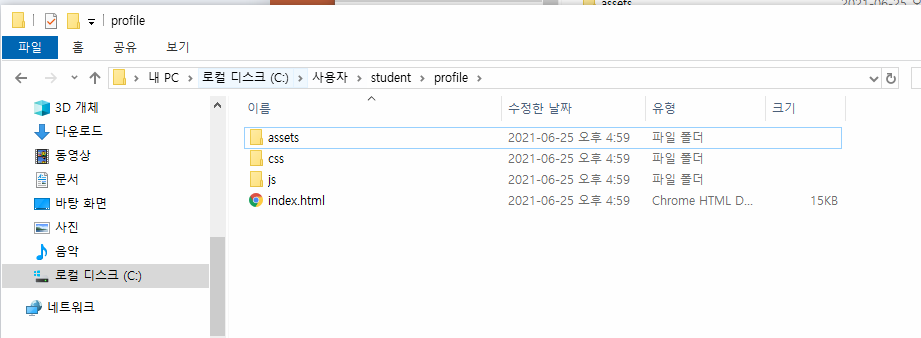 assets 2021-06-25 오후 4:59
profile
파일 홈 공유 보기
내 PC 로컬 디스크 (C:) 사용자 student profile
이름 수정한 날짜 유형 크기
3D 개체
다운로드
동영상
문서
바탕 화면
사진
음악
로컬 디스크 (C:)
네트워크
assets 2021-06-25 오후 4:59 파일 폴더
css 2021-06-25 오후 4:59 파일 폴더
js 2021-06-25 오후 4:59 파일 폴더
index.html 2021-06-25 오후 4:59 Chrome HTML D... 15KB